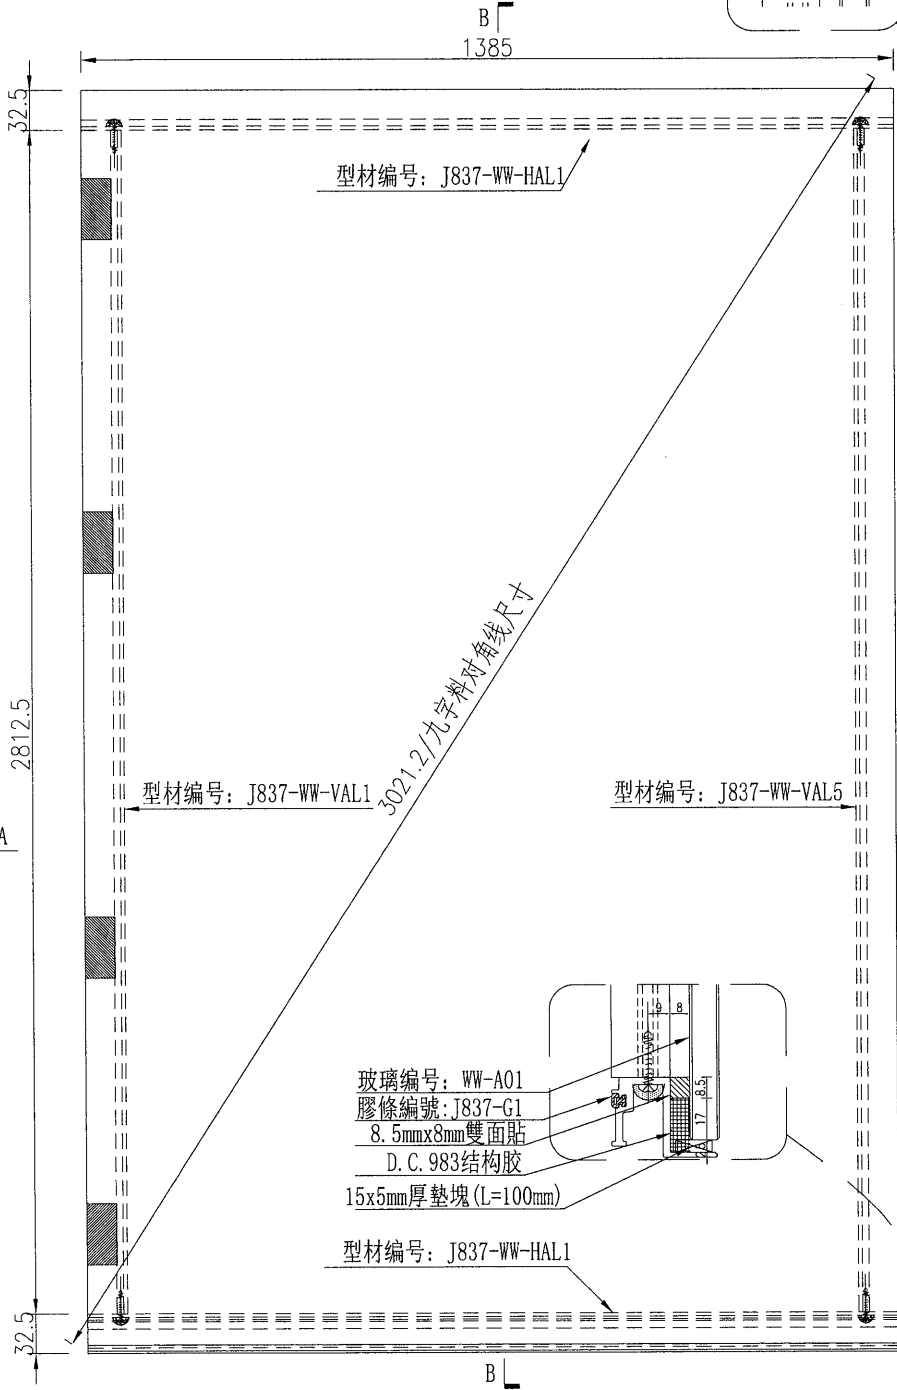 B
1385
32.5
型材编号: J837-WW-HAL1
2812.5
3021.2/九字料对角线尺寸
型材编号: J837-WW-VAL1
型材编号: J837-WW-VAL5
A
9
8
玻璃编号: WW-A01
膠條編號:J837-G1
8.5mmx8mm雙面貼
D.C.983结构胶
15x5mm厚墊塊(L=100mm)
8.5
17
型材编号: J837-WW-HAL1
32.5
B